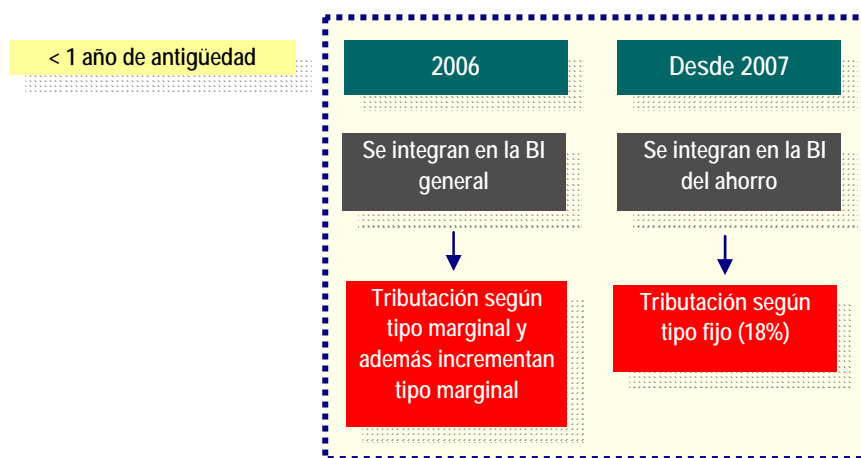 < 1 año de antigüedad
2006
Desde 2007
Se integran en la BI
general
Se integran en la BI
del ahorro
Tributación según
tipo marginal y
además incrementan
tipo marginal
Tributación según
tipo fijo (18%)